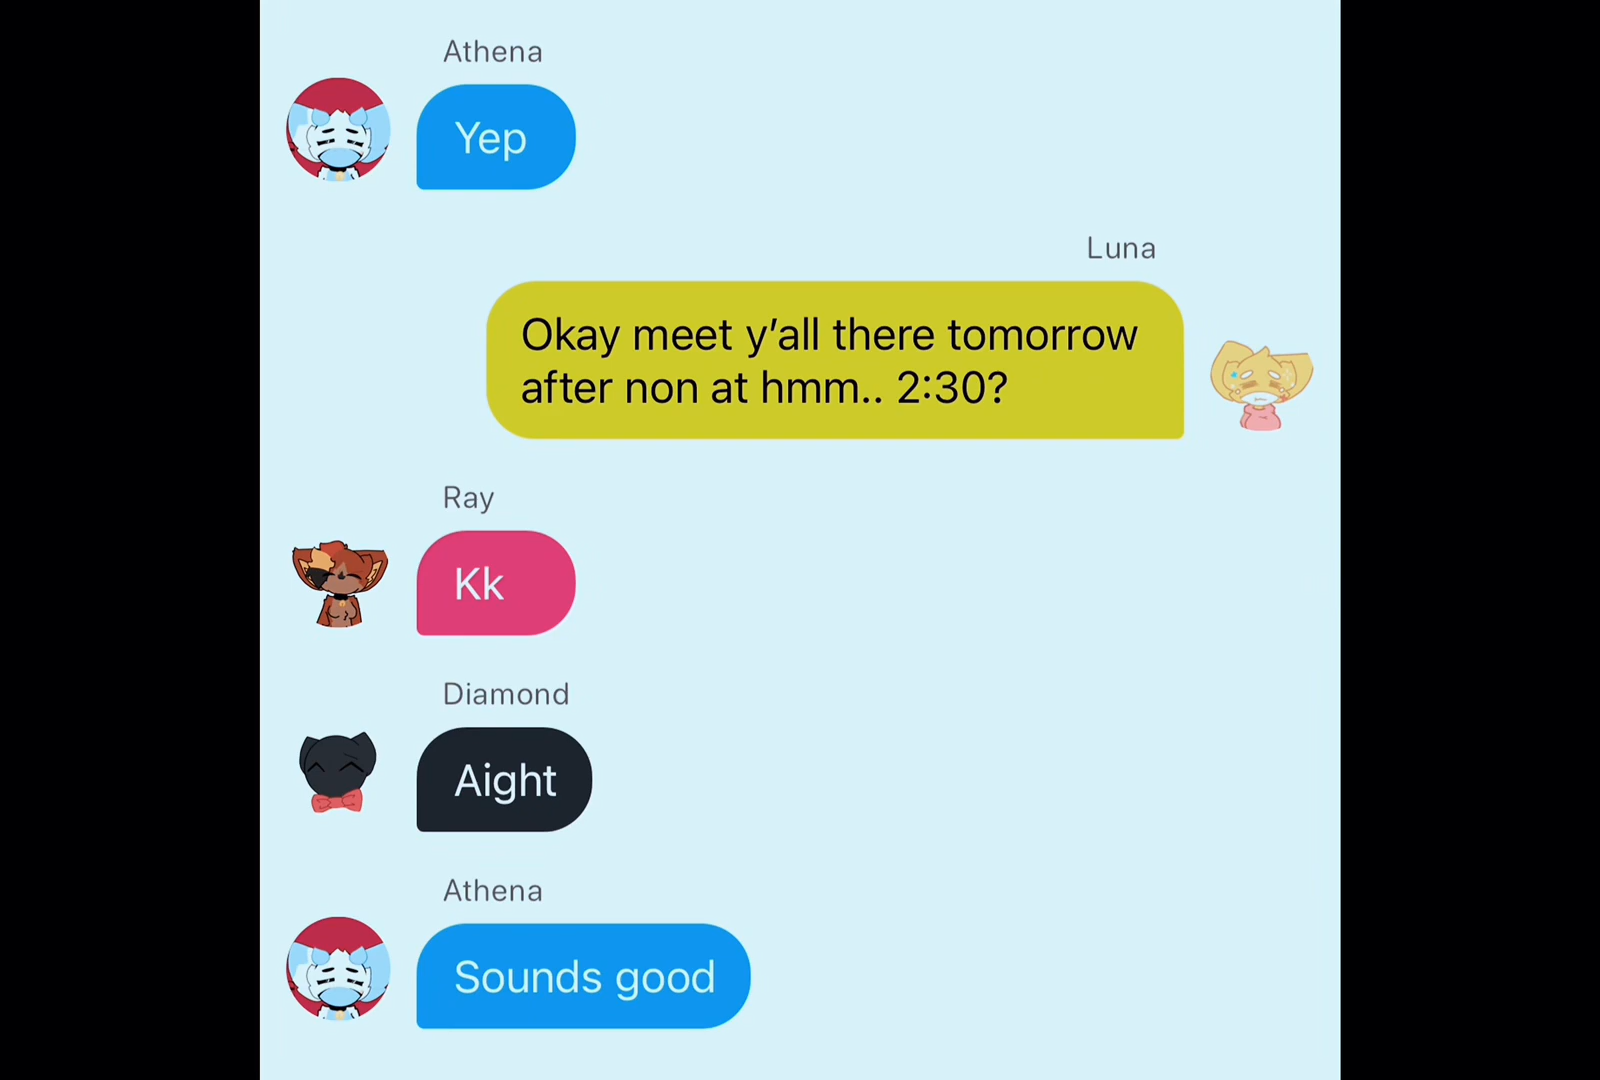 Athena
Yep
Luna
Okay meet y’all there tomorrow
after non at hmm.. 2:30?
Ray
Kk
Diamond
Aight
Athena
Sounds good